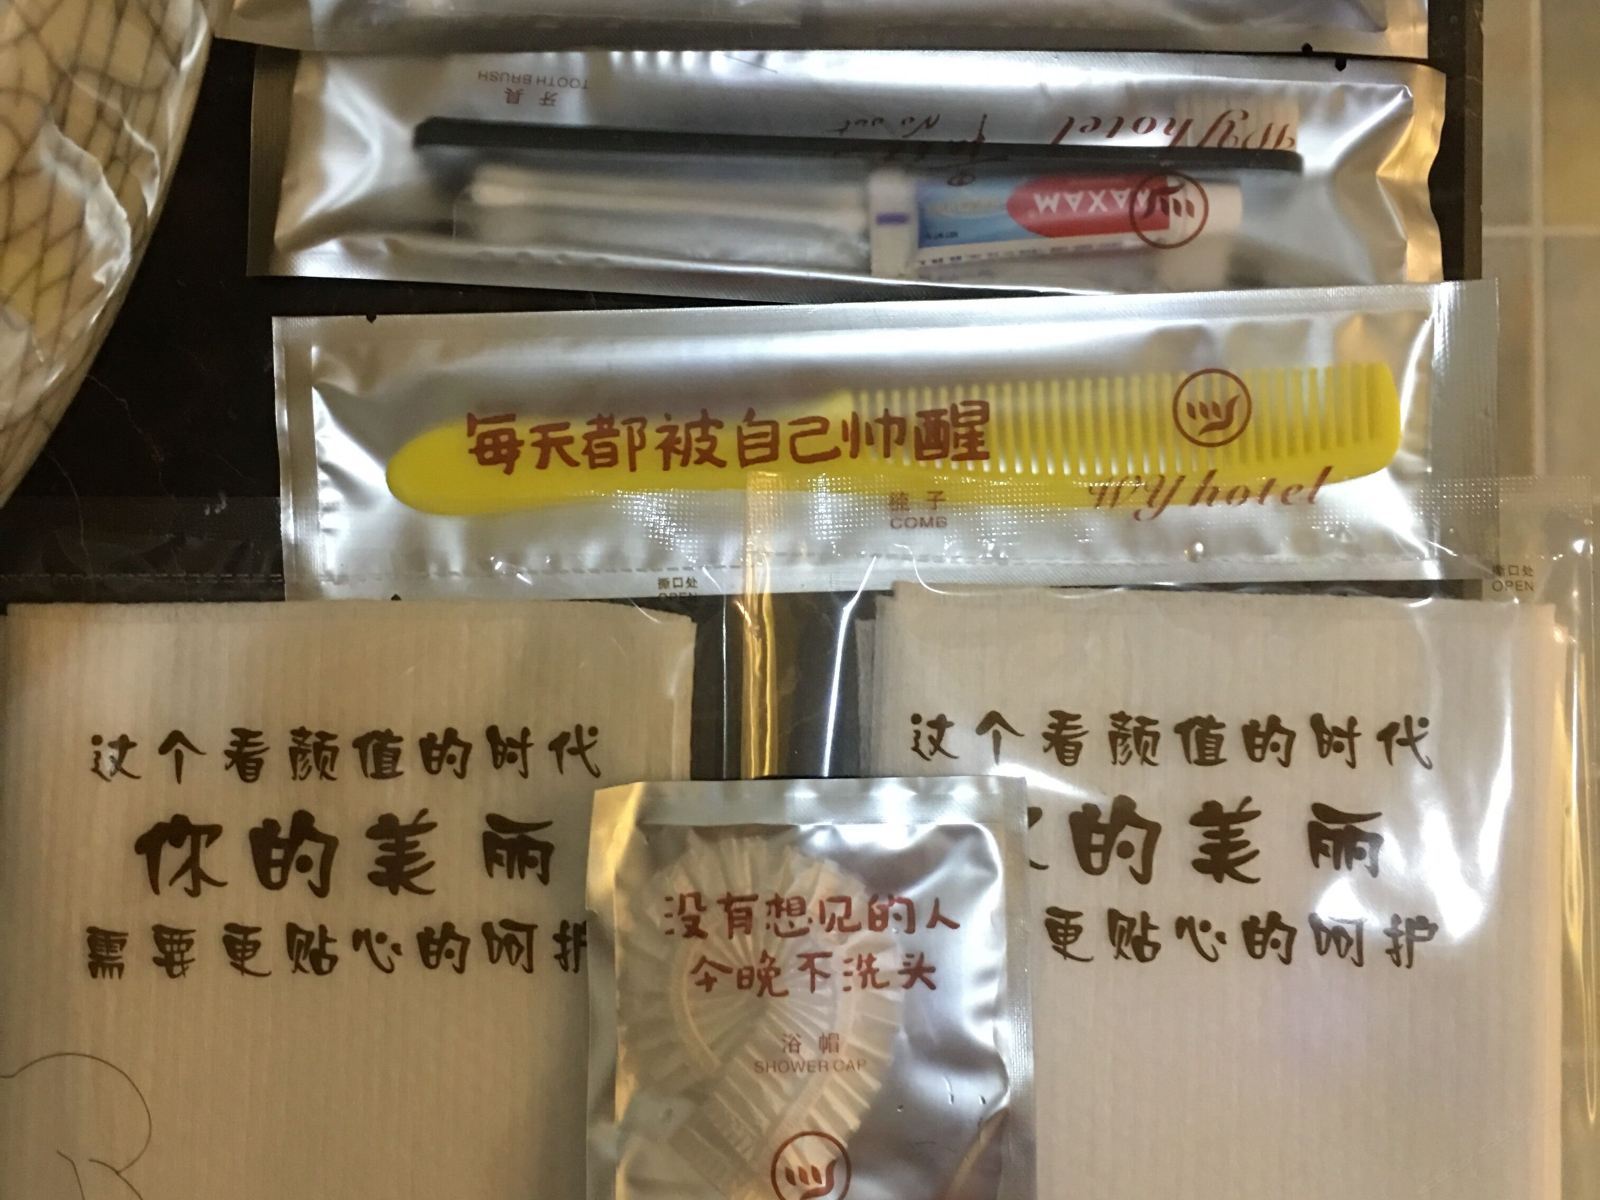 牙具
TOOTH BRUSH
Wy hotel
MAXAM
每天都被自己帅醒
梳子
COMB
Wy hotel
撕口处
OPEN
撕口处
OPEN
这个看颜值的时代
你的美丽
需要更贴心的呵护
这个看颜值的时代
的美丽
更贴心的呵护
没有想见的人
今晚不洗头
浴帽
SHOWER CAP